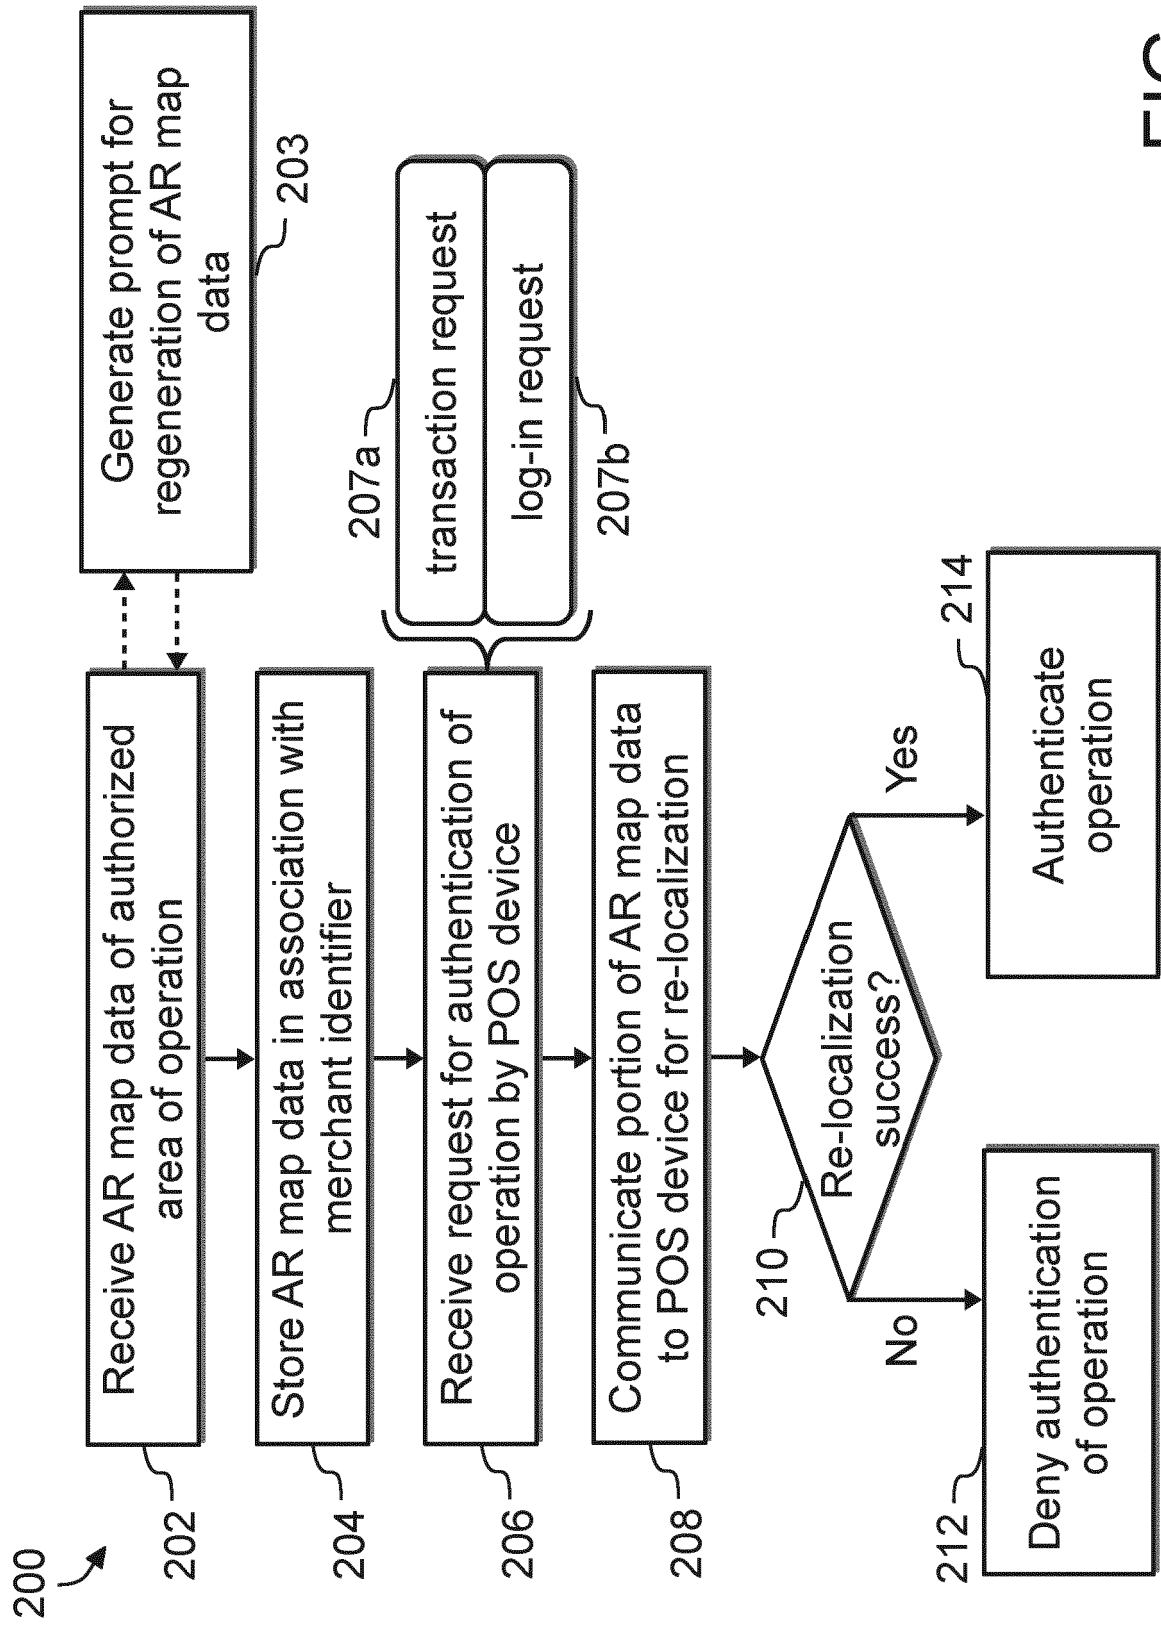 200
202
Receive AR map data of authorized
area of operation
Generate prompt for
regeneration of AR map
data
203
204
Store AR map data in association with
merchant identifier
206
Receive request for authentication of
operation by POS device
207a
transaction request
log-in request
207b
208
Communicate portion of AR map data
to POS device for re-localization
210
Re-localization
success?
No
Yes
212
Deny authentication
of operation
214
Authenticate
operation